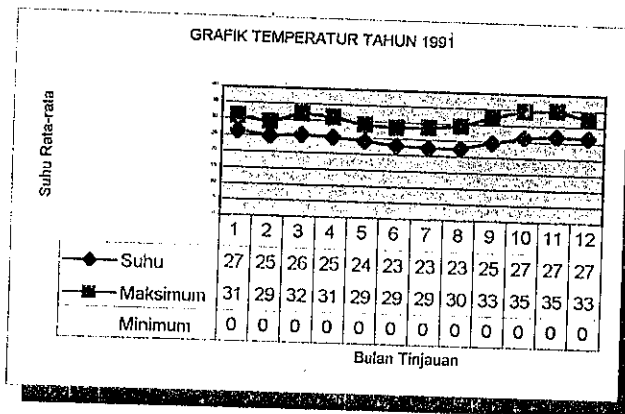 GRAFIK TEMPERATUR TAHUN 1991
Suhu Rata-rata
1 2 3 4 5 6 7 8 9 10 11 12
Suhu 27 25 26 25 24 23 23 23 25 27 27 27
Maksimum 31 29 32 31 29 29 29 30 33 35 35 33
Minimum 0 0 0 0 0 0 0 0 0 0 0 0
Bulan Tinjauan